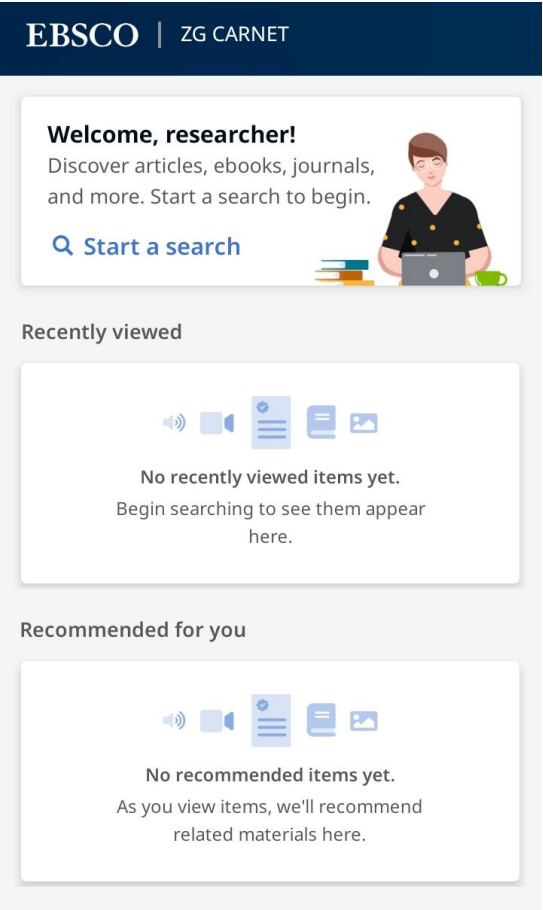 EBSCO | ZG CARNET
Welcome, researcher!
Discover articles, ebooks, journals,
and more. Start a search to begin.
Start a search
Recently viewed
No recently viewed items yet.
Begin searching to see them appear
here.
Recommended for you
No recommended items yet.
As you view items, we'll recommend
related materials here.